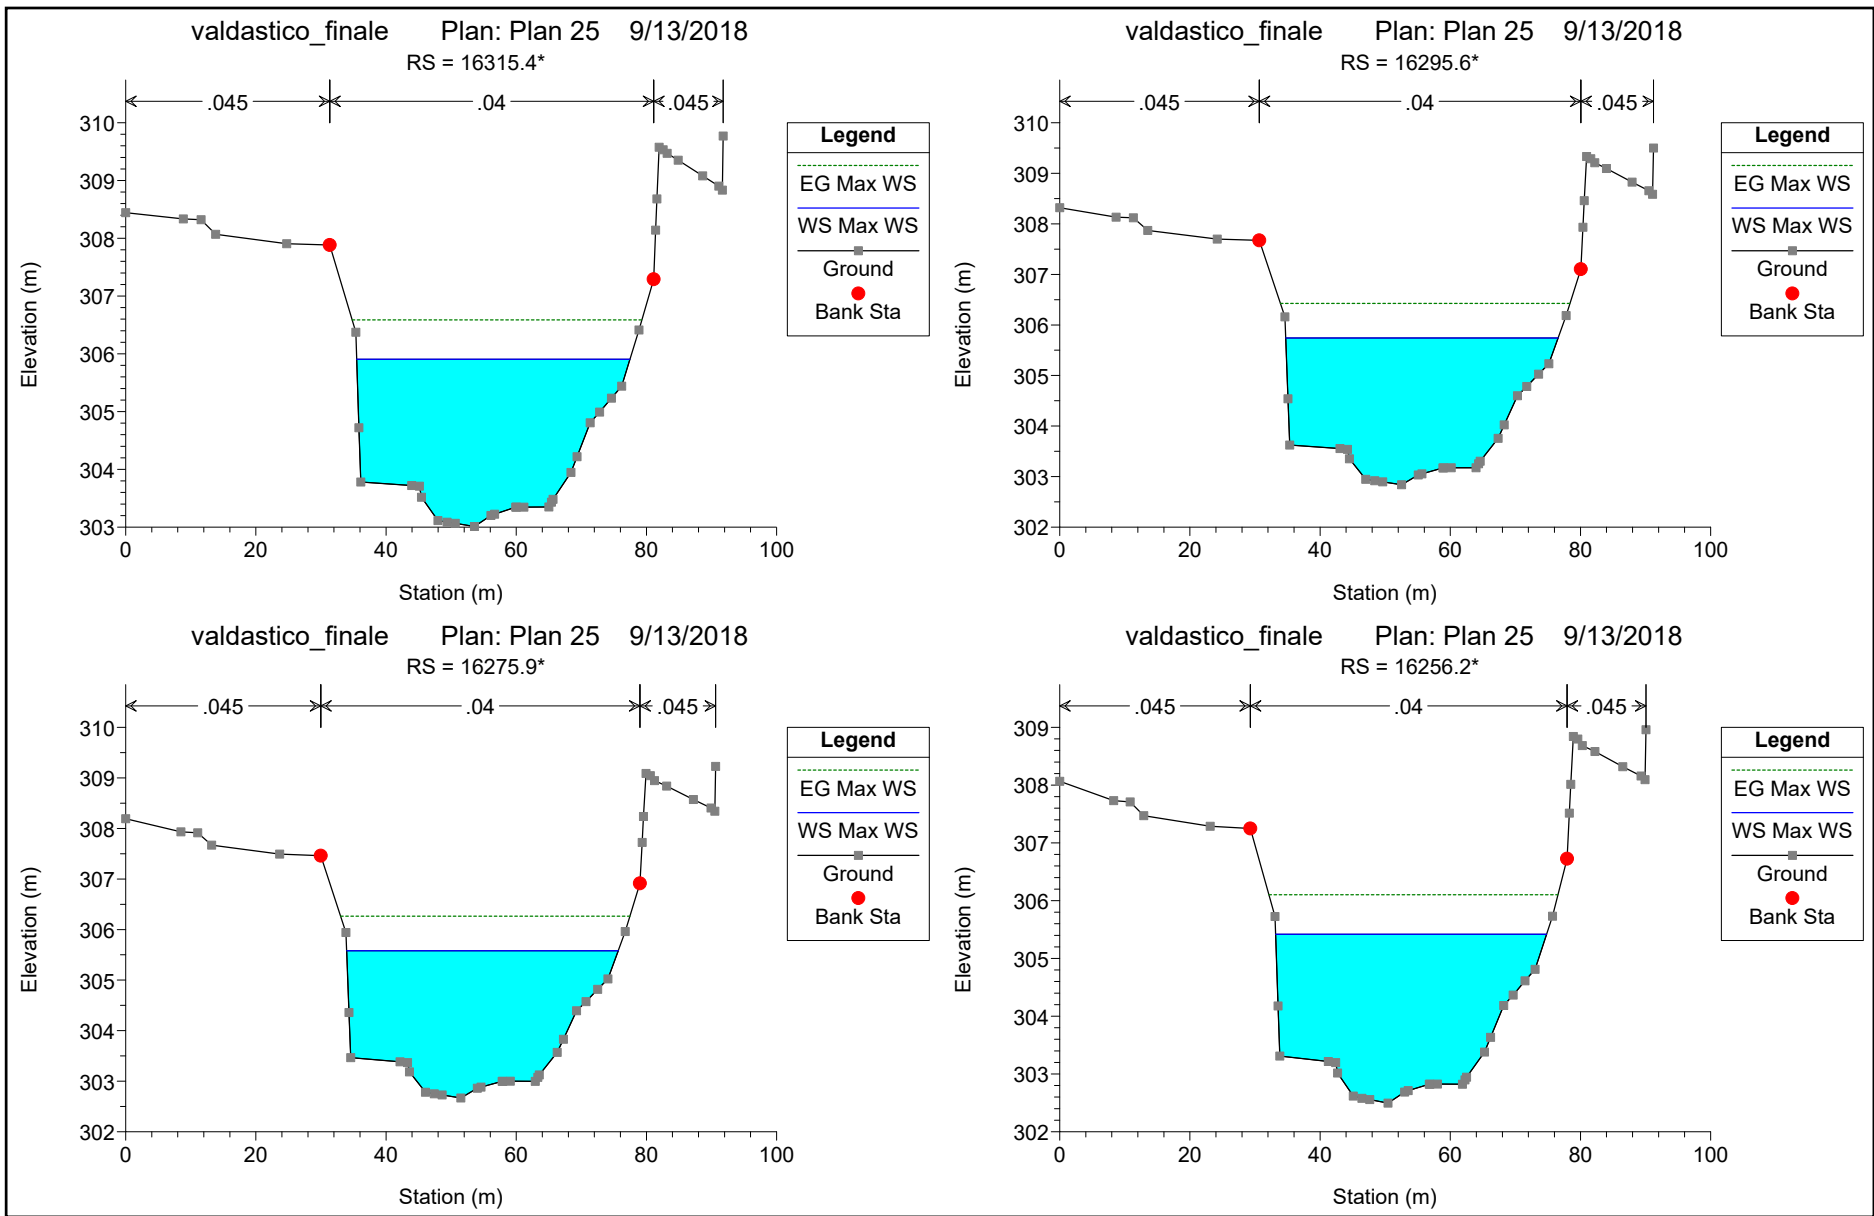 valdastico_finale Plan: Plan 25 9/13/2018
RS = 16315.4*
.045 .04 .045
310
309
308
307
306
305
304
303
0 20 40 60 80 100
Station (m)
Elevation (m)
Legend
EG Max WS
WS Max WS
Ground
Bank Sta
valdastico_finale Plan: Plan 25 9/13/2018
RS = 16295.6*
.045 .04 .045
310
309
308
307
306
305
304
303
302
0 20 40 60 80 100
Station (m)
Elevation (m)
Legend
EG Max WS
WS Max WS
Ground
Bank Sta
valdastico_finale Plan: Plan 25 9/13/2018
RS = 16275.9*
.045 .04 .045
310
309
308
307
306
305
304
303
302
0 20 40 60 80 100
Station (m)
Elevation (m)
Legend
EG Max WS
WS Max WS
Ground
Bank Sta
valdastico_finale Plan: Plan 25 9/13/2018
RS = 16256.2*
.045 .04 .045
309
308
307
306
305
304
303
302
0 20 40 60 80 100
Station (m)
Elevation (m)
Legend
EG Max WS
WS Max WS
Ground
Bank Sta